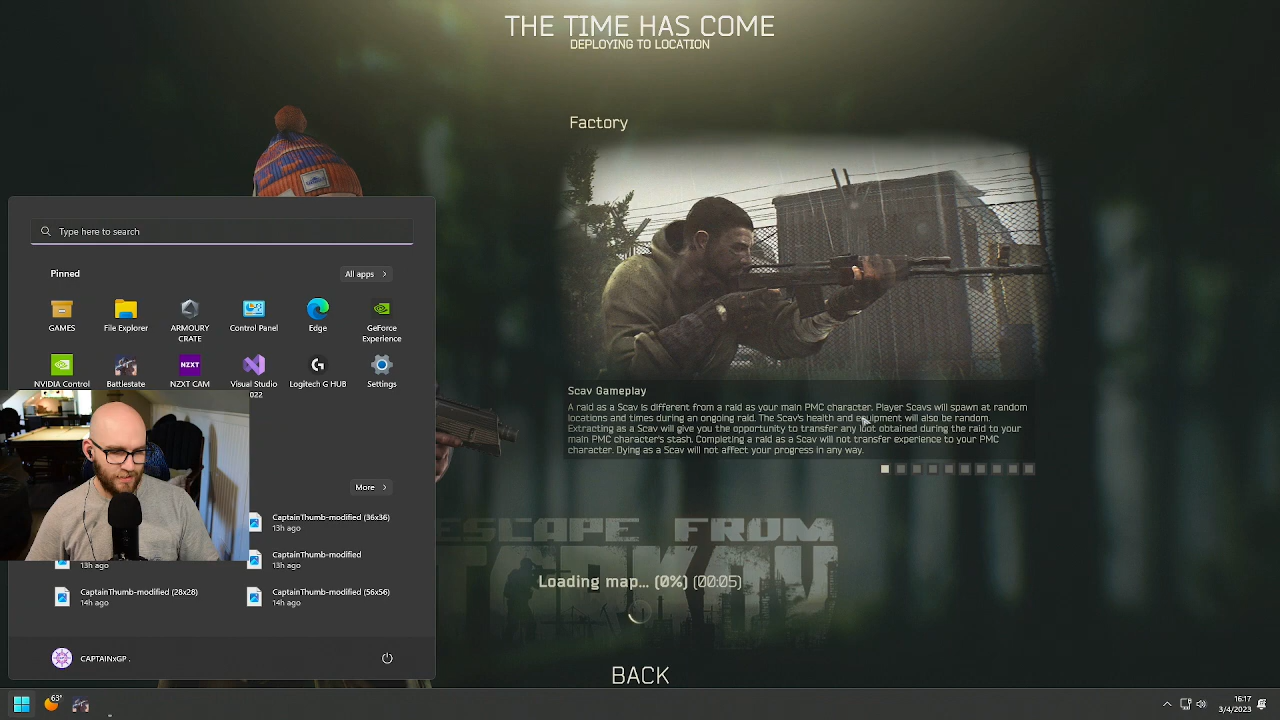 THE TIME HAS COME
DEPLOYING TO LOCATION
Factory
Type here to search
Pinned
All apps >
GAMES
File Explorer
ARMOURY
CRATE
Control Panel
Edge
GeForce
Experience
NVIDIA Control
Battlestate
NZXT
NZXT CAM
Visual Studio
022
Logitech G HUB
Settings
Scav Gameplay
A raid as a Scav is different from a raid as your main PMC character. Player Scavs will spawn at random
locations and times during an ongoing raid. The Scav's health and equipment will also be random.
Extracting as a Scav will give you the opportunity to transfer any loot obtained during the raid to your
main PMC character's stash. Completing a raid as a Scav will not transfer experience to your PMC
character. Dying as a Scav will not affect your progress in any way.
More >
CaptainThumb-modified (36x36)
13h ago
13h ago
CaptainThumb-modified
13h ago
CaptainThumb-modified (28x28)
14h ago
CaptainThumb-modified (56x56)
14h ago
ESCAPE FROM
TARKOV
Loading map... (0%) (00:05)
CAPTAINxGP .
BACK
63°
16:17
3/4/2023